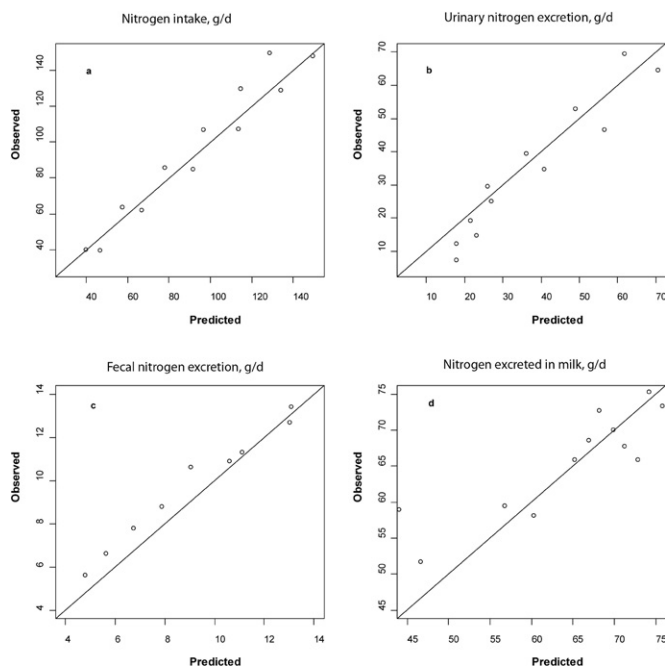 Nitrogen intake, g/d
a
Observed
140
120
100
80
60
40
40 60 80 100 120 140
Predicted
Urinary nitrogen excretion, g/d
b
Observed
70
60
50
40
30
20
10
10 20 30 40 50 60 70
Predicted
Fecal nitrogen excretion, g/d
c
Observed
14
12
10
8
6
4
4 6 8 10 12 14
Predicted
Nitrogen excreted in milk, g/d
d
Observed
75
70
65
60
55
50
45
45 50 55 60 65 70 75
Predicted